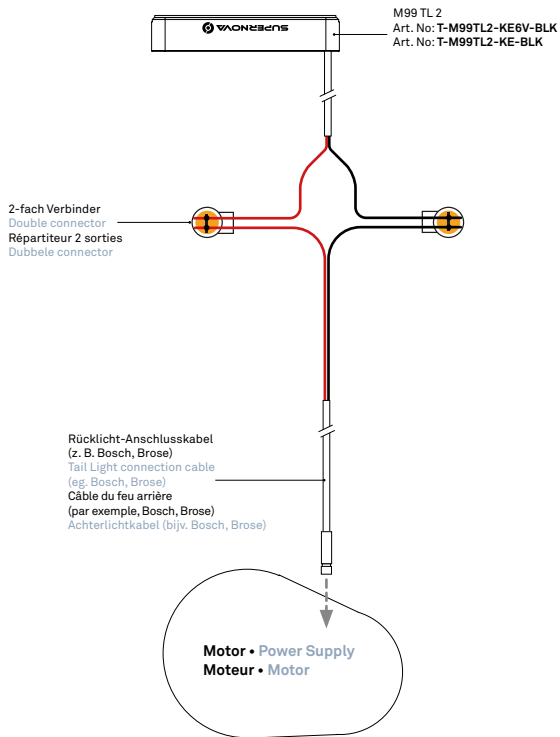 M99 TL 2
Art. No: T-M99TL2-KE6V-BLK
Art. No: T-M99TL2-KE-BLK
SUPERNOVA
2-fach Verbinder
Double connector
Répartiteur 2 sorties
Dubbele connector
Rücklicht-Anschlusskabel
(z. B. Bosch, Brose)
Tail Light connection cable
(eg. Bosch, Brose)
Câble du feu arrière
(par exemple, Bosch, Brose)
Achterlichtkabel (bijv. Bosch, Brose)
Motor • Power Supply
Moteur • Motor